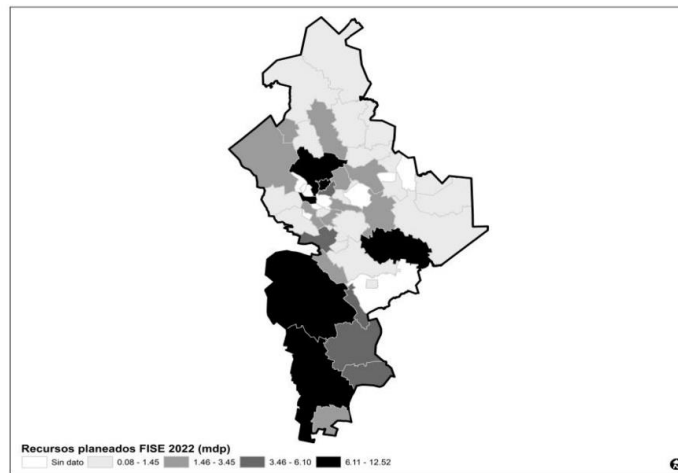 Recursos planeados FISE 2022 (mdp)
Sin dato 0.08 - 1.45 1.46 - 3.45 3.46 - 6.10 6.11 - 12.52